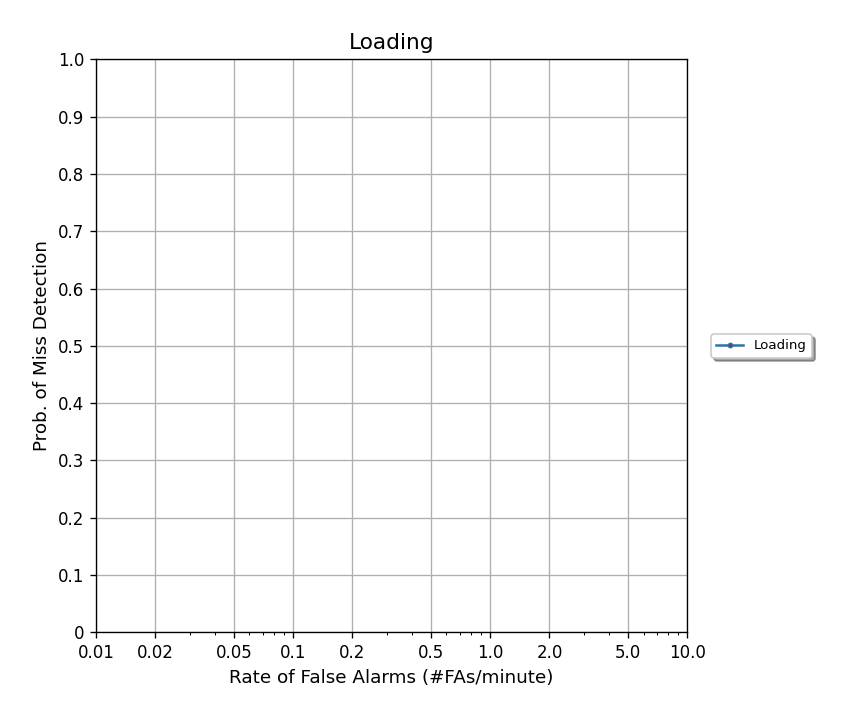 Loading
1.0
0.9
0.8
0.7
0.6
0.5
0.4
0.3
0.2
0.1
0
Prob. of Miss Detection
0.01 0.02 0.05 0.1 0.2 0.5 1.0 2.0 5.0 10.0
Rate of False Alarms (#FAs/minute)
Loading